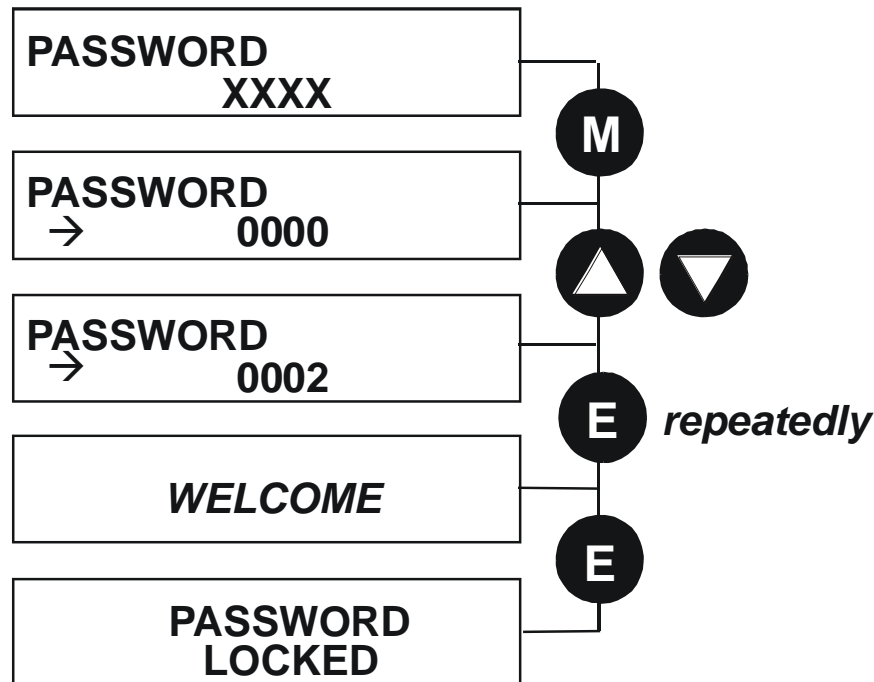 PASSWORD
XXXX
M
PASSWORD
→ 0000
PASSWORD
→ 0002
E repeatedly
WELCOME
E
PASSWORD
LOCKED